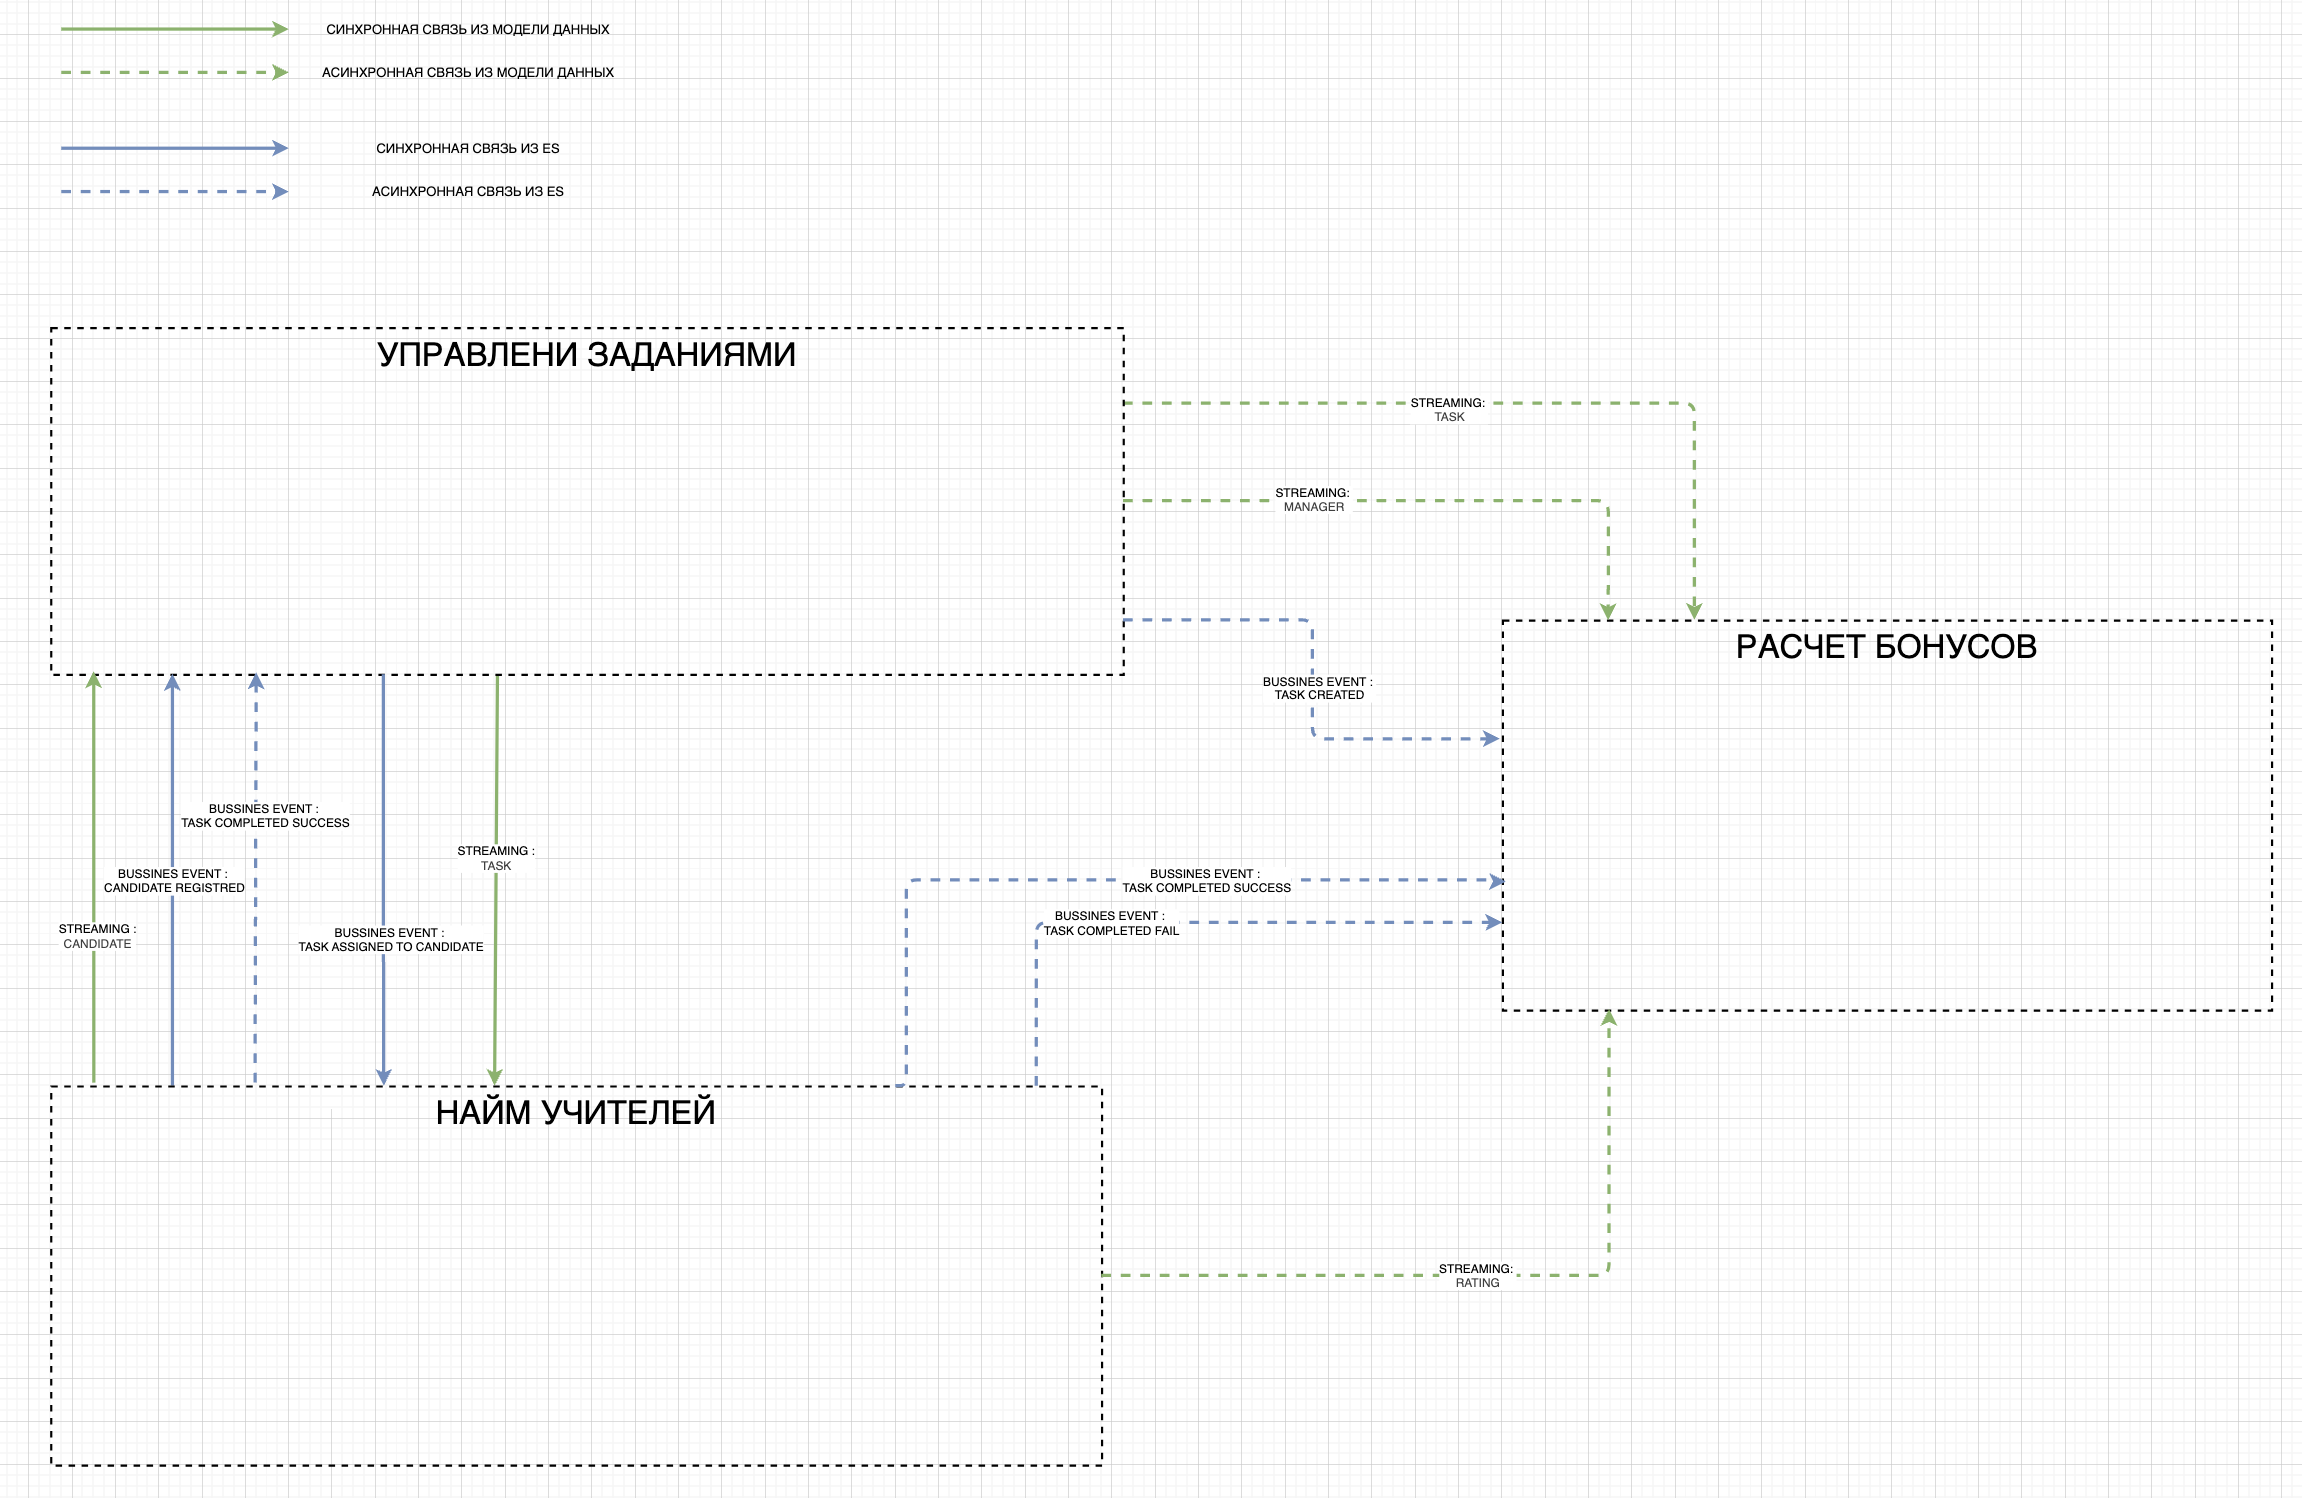 СИНХРОННАЯ СВЯЗЬ ИЗ МОДЕЛИ ДАННЫХ
АСИНХРОННАЯ СВЯЗЬ ИЗ МОДЕЛИ ДАННЫХ
СИНХРОННАЯ СВЯЗЬ ИЗ ES
АСИНХРОННАЯ СВЯЗЬ ИЗ ES
УПРАВЛЕНИ ЗАДАНИЯМИ
STREAMING:
TASK
STREAMING:
MANAGER
РАСЧЕТ БОНУСОВ
BUSSINES EVENT :
TASK CREATED
BUSSINES EVENT :
TASK COMPLETED SUCCESS
STREAMING :
TASK
BUSSINES EVENT :
CANDIDATE REGISTRED
BUSSINES EVENT :
TASK COMPLETED SUCCESS
BUSSINES EVENT :
TASK COMPLETED FAIL
STREAMING :
CANDIDATE
BUSSINES EVENT :
TASK ASSIGNED TO CANDIDATE
НАЙМ УЧИТЕЛЕЙ
STREAMING:
RATING